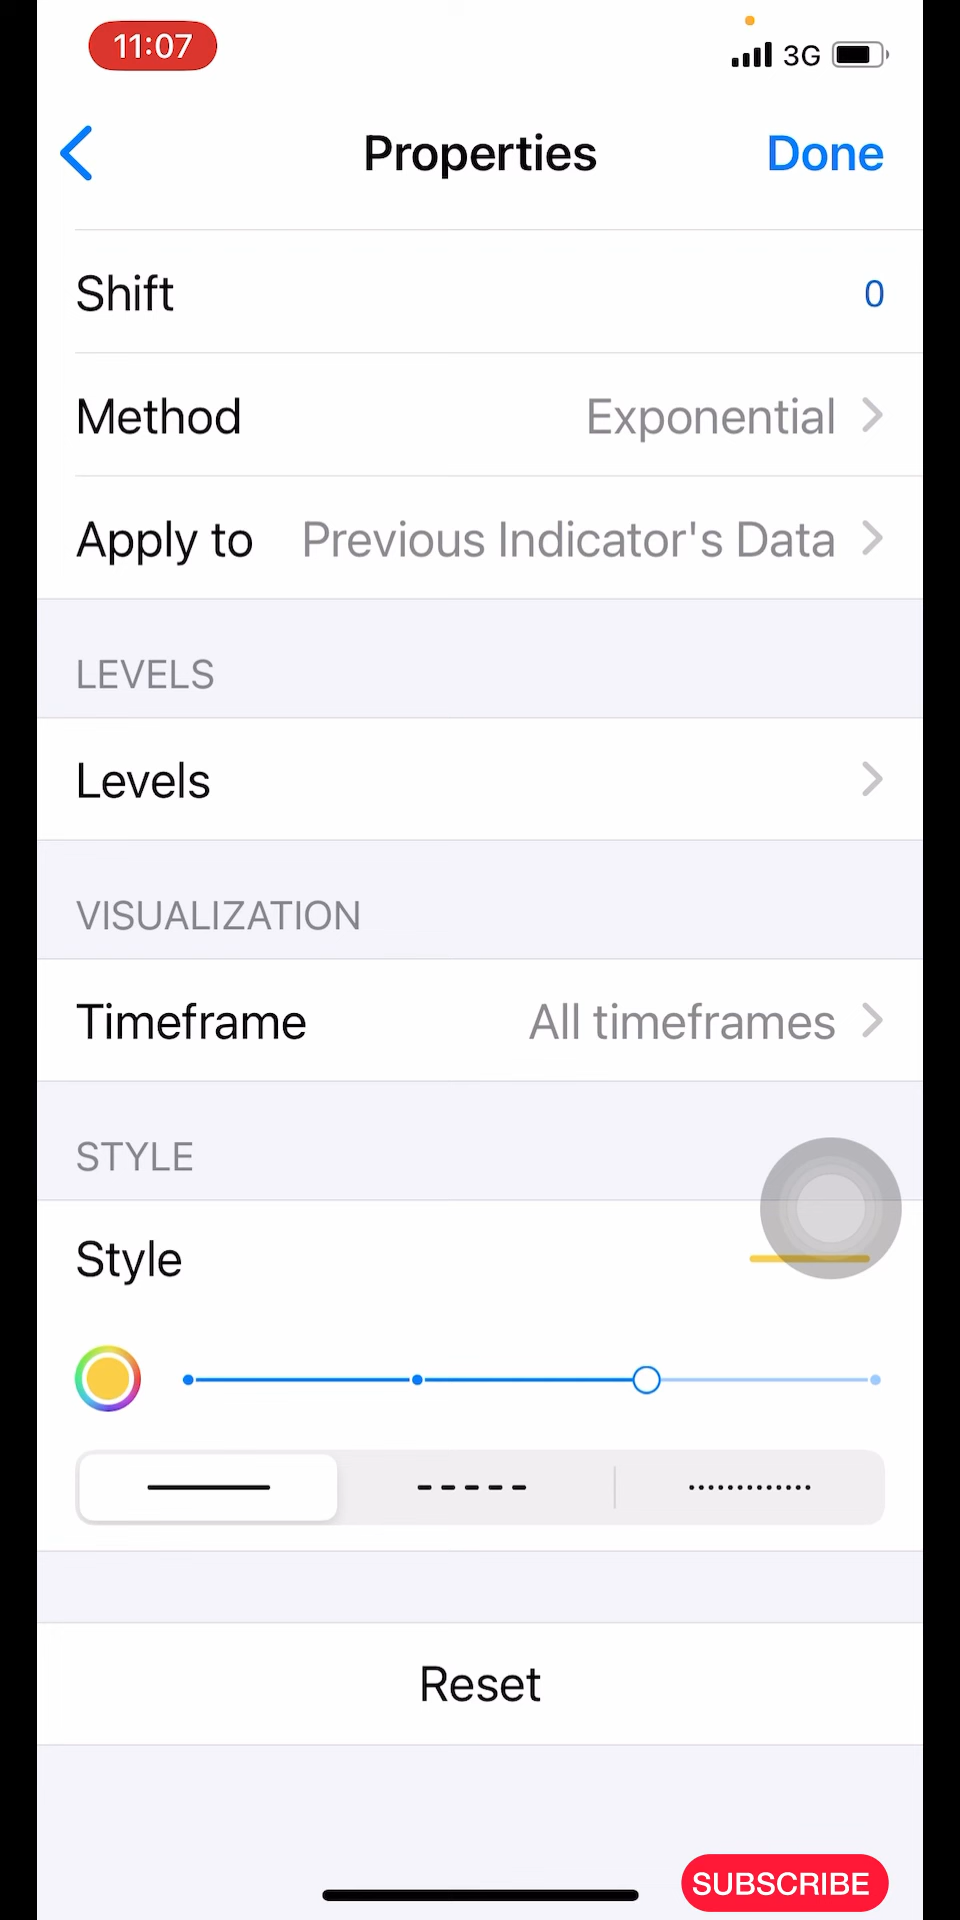 11:07
3G
Properties
Done
Shift
0
Method
Exponential
Apply to
Previous Indicator's Data
LEVELS
Levels
VISUALIZATION
Timeframe
All timeframes
STYLE
Style
Reset
SUBSCRIBE